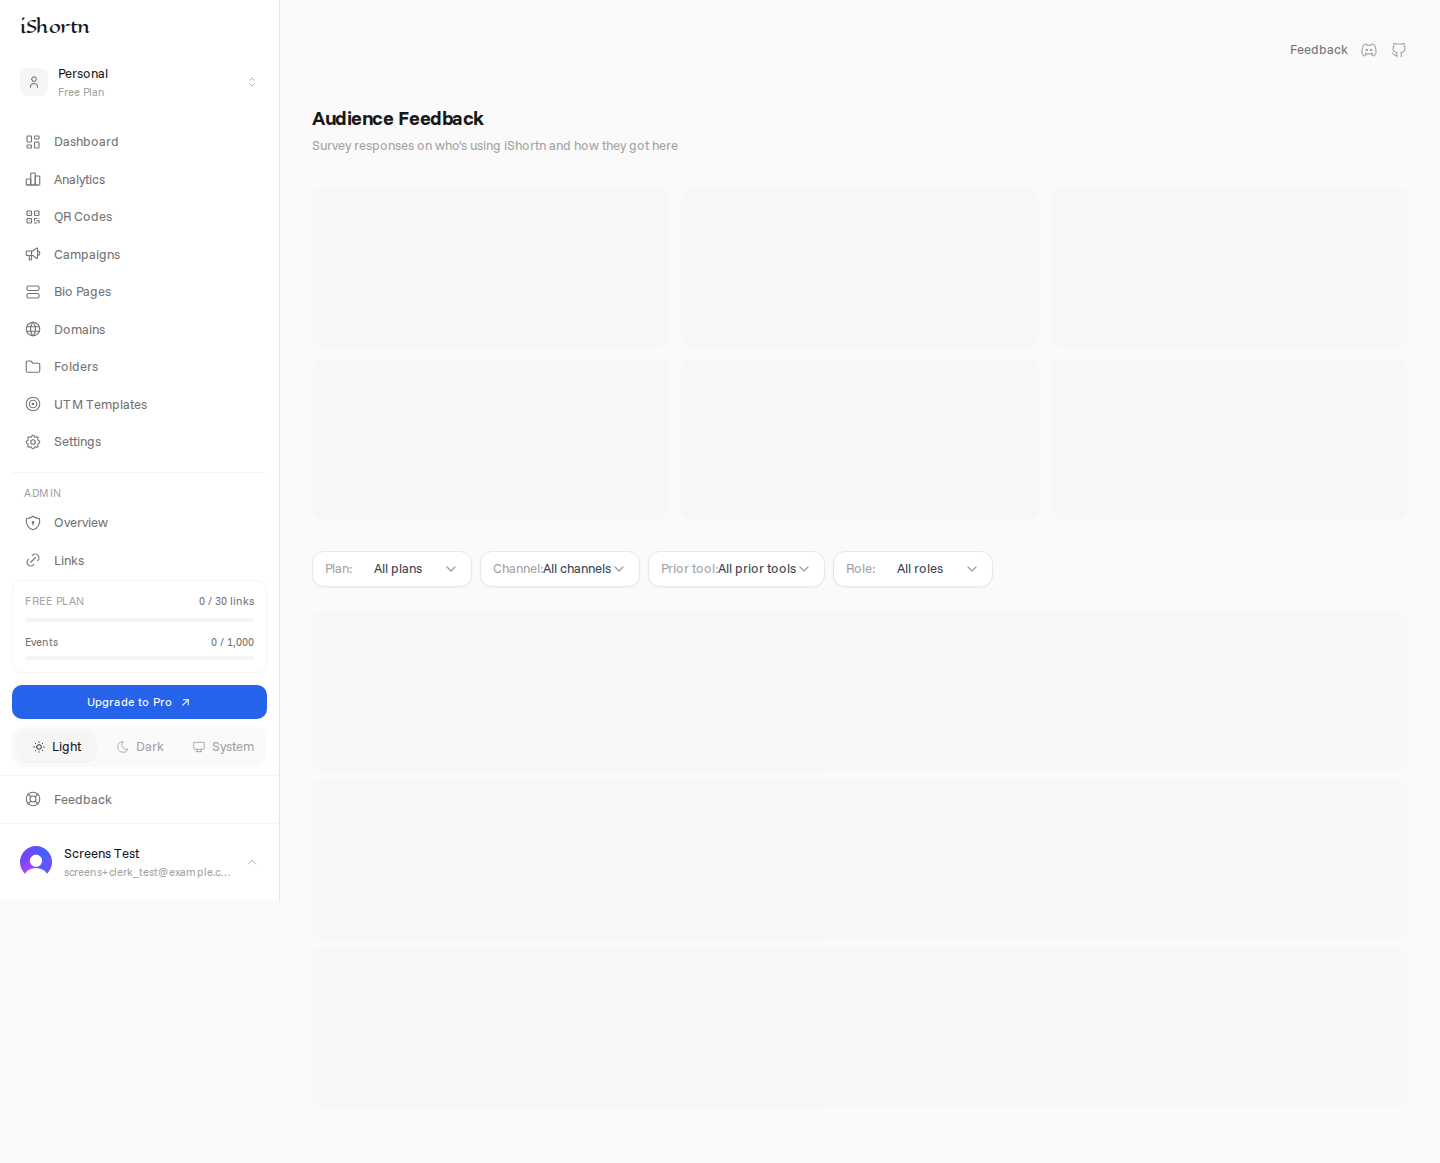 iShortn
Personal
Free Plan
Dashboard
Analytics
QR Codes
Campaigns
Bio Pages
Domains
Folders
UTM Templates
Settings
ADMIN
Overview
Links
FREE PLAN 0 / 30 links
Events 0 / 1,000
Upgrade to Pro
Light Dark System
Feedback
Screens Test
screens+clerk_test@example.c...
Feedback
Audience Feedback
Survey responses on who's using iShortn and how they got here
Plan: All plans Channel: All channels Prior tool: All prior tools Role: All roles